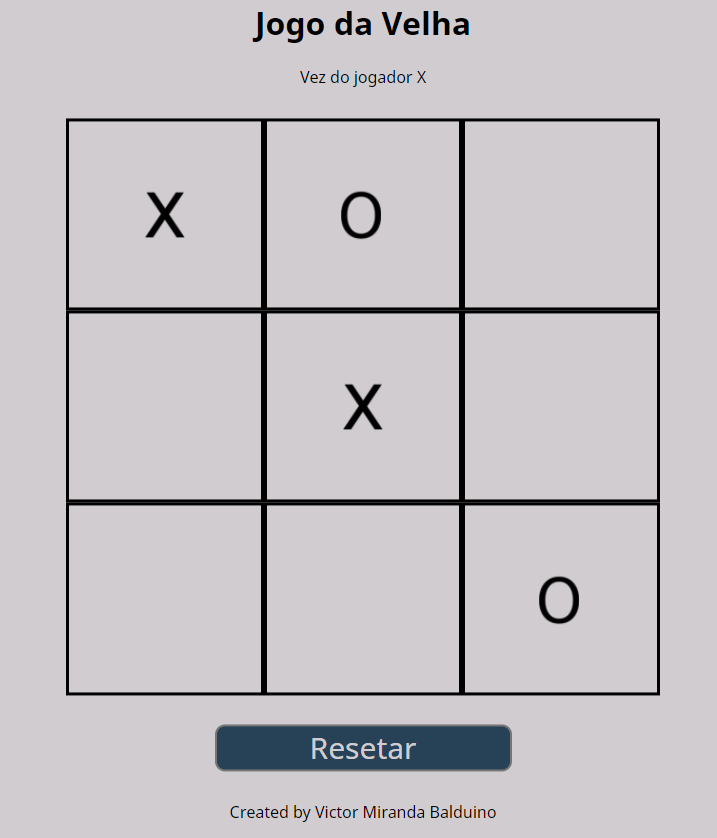 Jogo da Velha
Vez do jogador X
X O
X
O
Resetar
Created by Victor Miranda Balduino